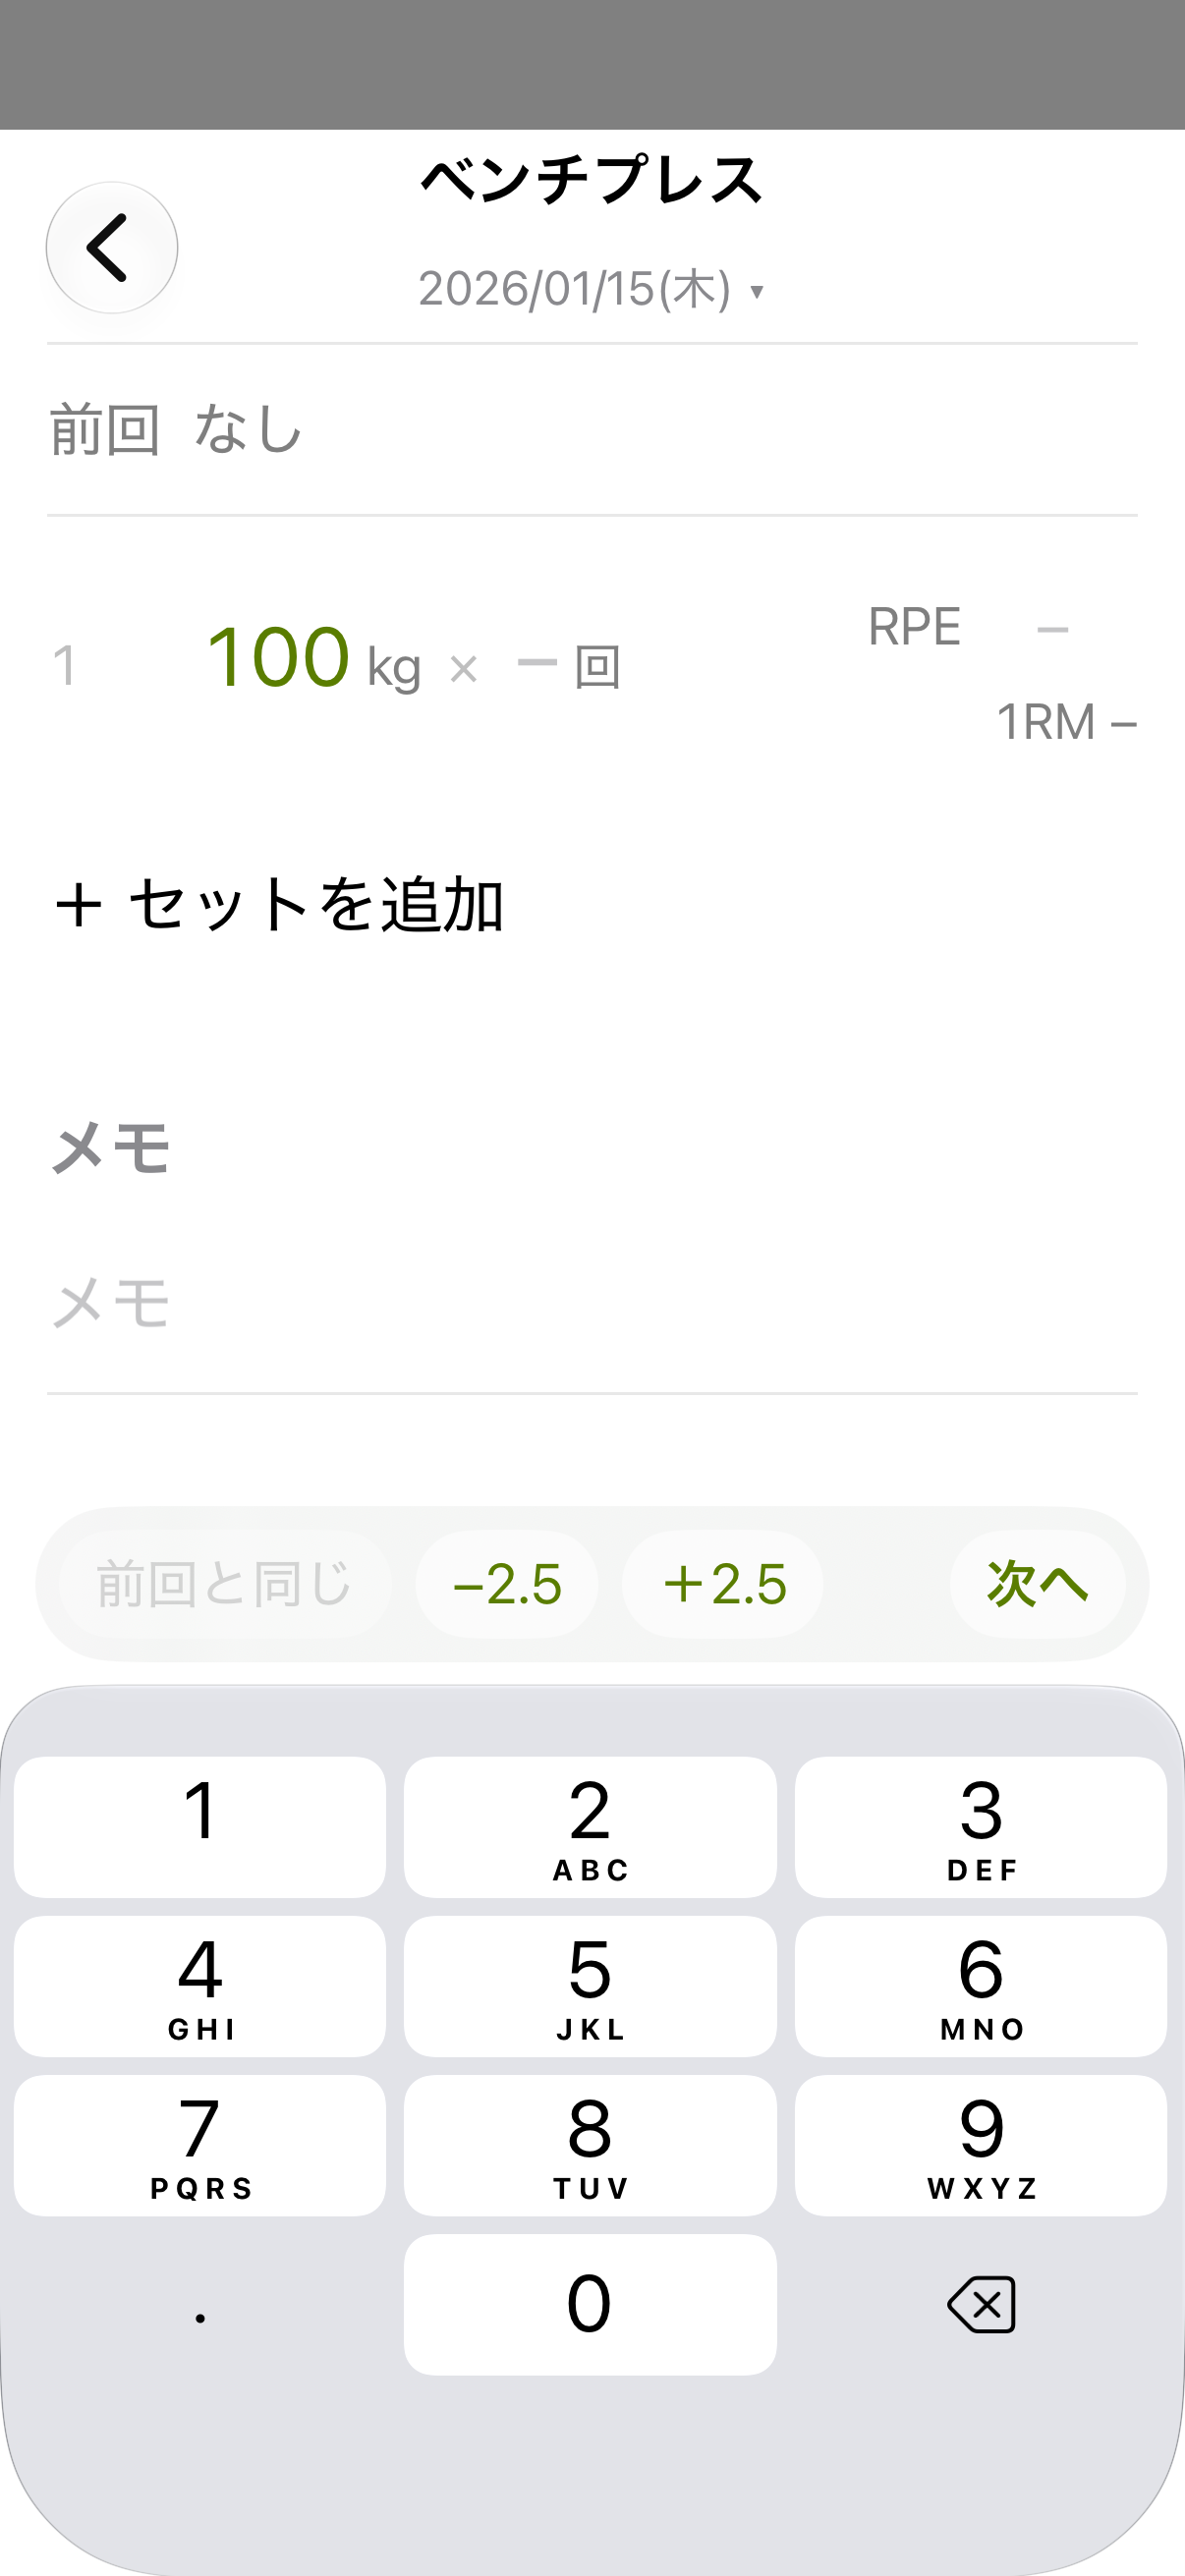 ベンチプレス
2026/01/15(木) ▼
前回 なし
1 100 kg × – 回 RPE –
1RM –
+ セットを追加
メモ
メモ
前回と同じ –2.5 +2.5 次へ
1 2 3
ABC DEF
4 5 6
GHI JKL MNO
7 8 9
PQRS TUV WXYZ
. 0